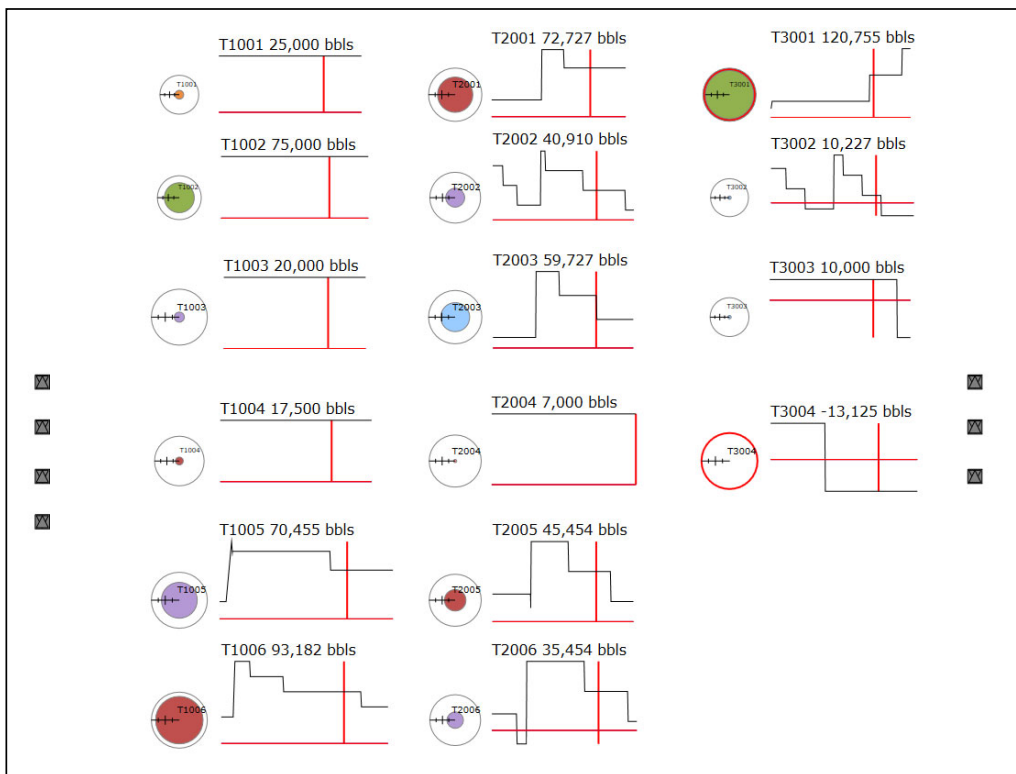 T1001 25,000 bbls
T1001
T2001 72,727 bbls
T2001
T3001 120,755 bbls
T3001
T1002 75,000 bbls
T1002
T2002 40,910 bbls
T2002
T3002 10,227 bbls
T3002
T1003 20,000 bbls
T1003
T2003 59,727 bbls
T2003
T3003 10,000 bbls
T3003
T1004 17,500 bbls
T1004
T2004 7,000 bbls
T2004
T3004 -13,125 bbls
T3004
T1005 70,455 bbls
T1005
T2005 45,454 bbls
T2005
T1006 93,182 bbls
T1006
T2006 35,454 bbls
T2006